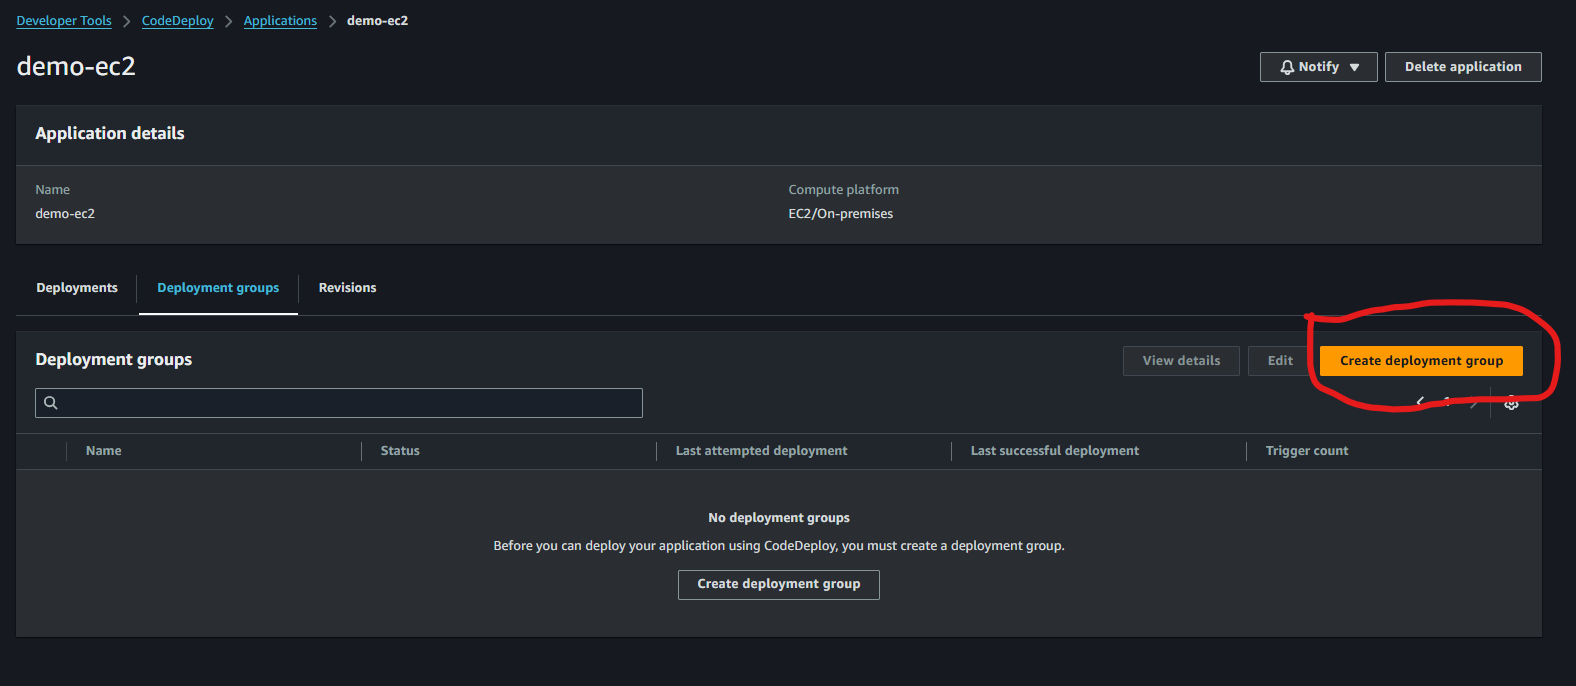 Developer Tools > CodeDeploy > Applications > demo-ec2
demo-ec2
Notify Delete application
Application details
Name Compute platform
demo-ec2 EC2/On-premises
Deployments Deployment groups Revisions
Deployment groups View details Edit Create deployment group
Name Status Last attempted deployment Last successful deployment Trigger count
No deployment groups
Before you can deploy your application using CodeDeploy, you must create a deployment group.
Create deployment group